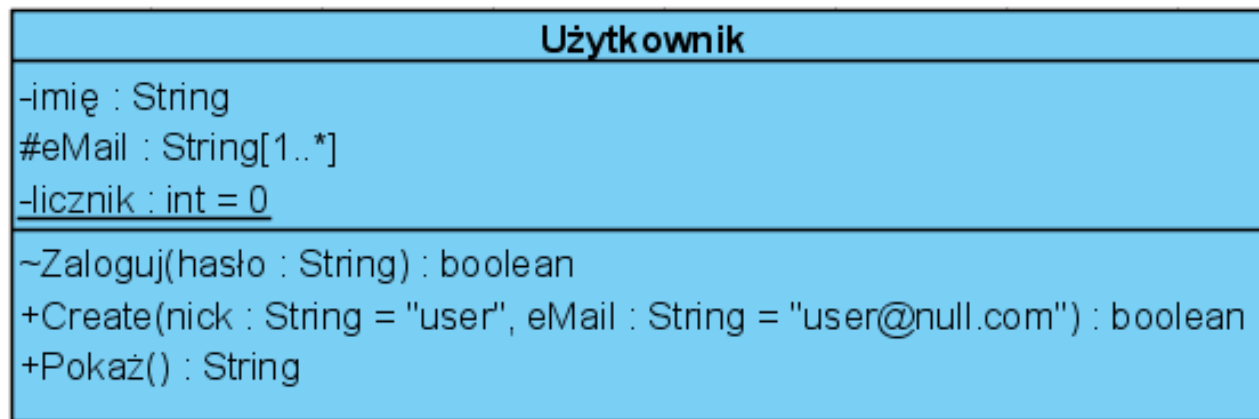 Użytkownik
-imię : String
#eMail : String[1..*]
-licznik : int = 0
~Zaloguj(hasło : String) : boolean
+Create(nick : String = "user", eMail : String = "user@null.com") : boolean
+Pokaż() : String